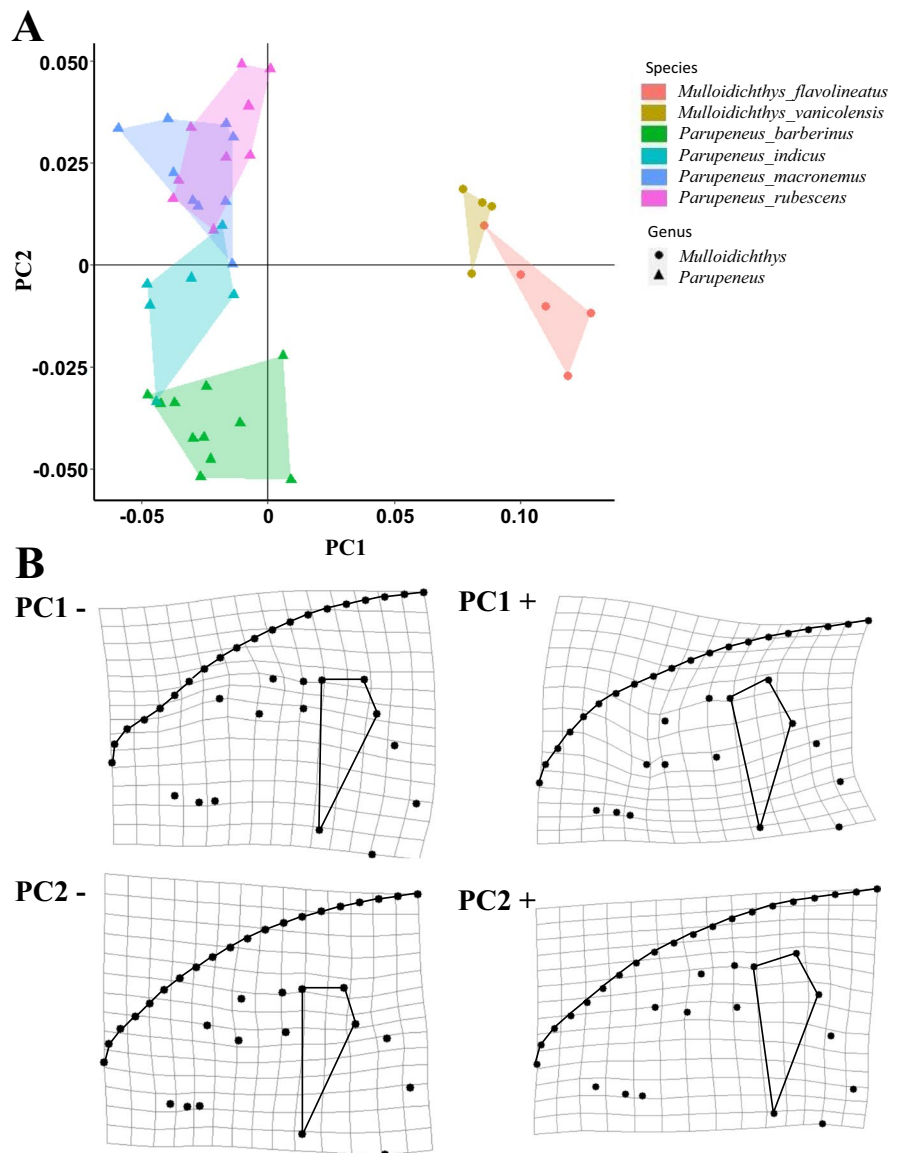 A
0.050
0.025
0
-0.025
-0.050
PC2
-0.05
0
0.05
0.10
PC1
Species
Mulloidichthys_flavolineatus
Mulloidichthys_vanicolensis
Parupeneus_barberinus
Parupeneus_indicus
Parupeneus_macronemus
Parupeneus_rubescens
Genus
Mulloidichthys
Parupeneus
B
PC1 -
PC1 +
PC2 -
PC2 +